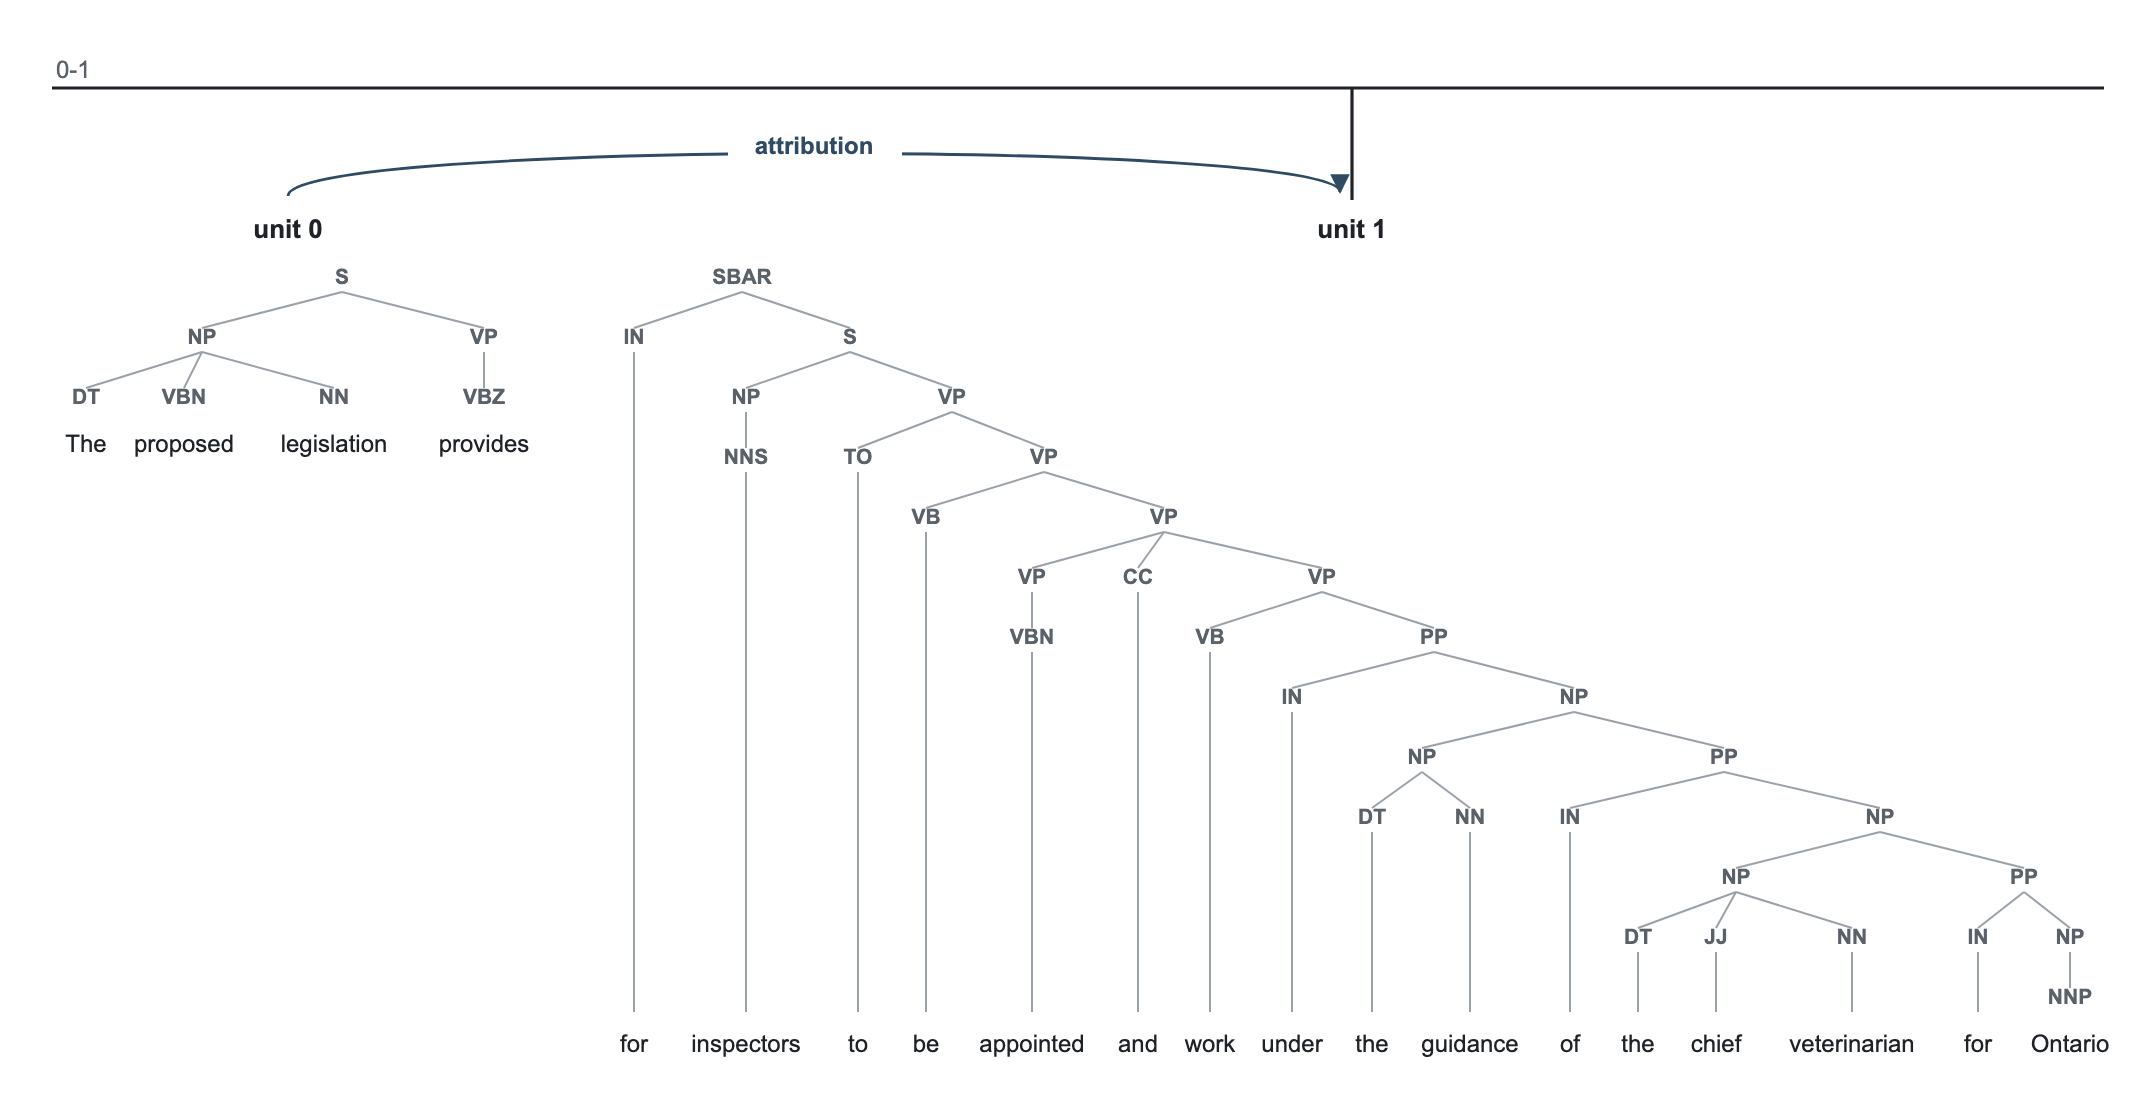 0-1
attribution
unit 0 unit 1
S SBAR
NP VP IN S
DT VBN NN VBZ NP VP
The proposed legislation provides NNS TO VP
VB VP
VP CC VP
VBN VB PP
IN NP
NP PP
DT NN IN NP
NP PP
DT JJ NN IN NP
NNP
for inspectors to be appointed and work under the guidance of the chief veterinarian for Ontario